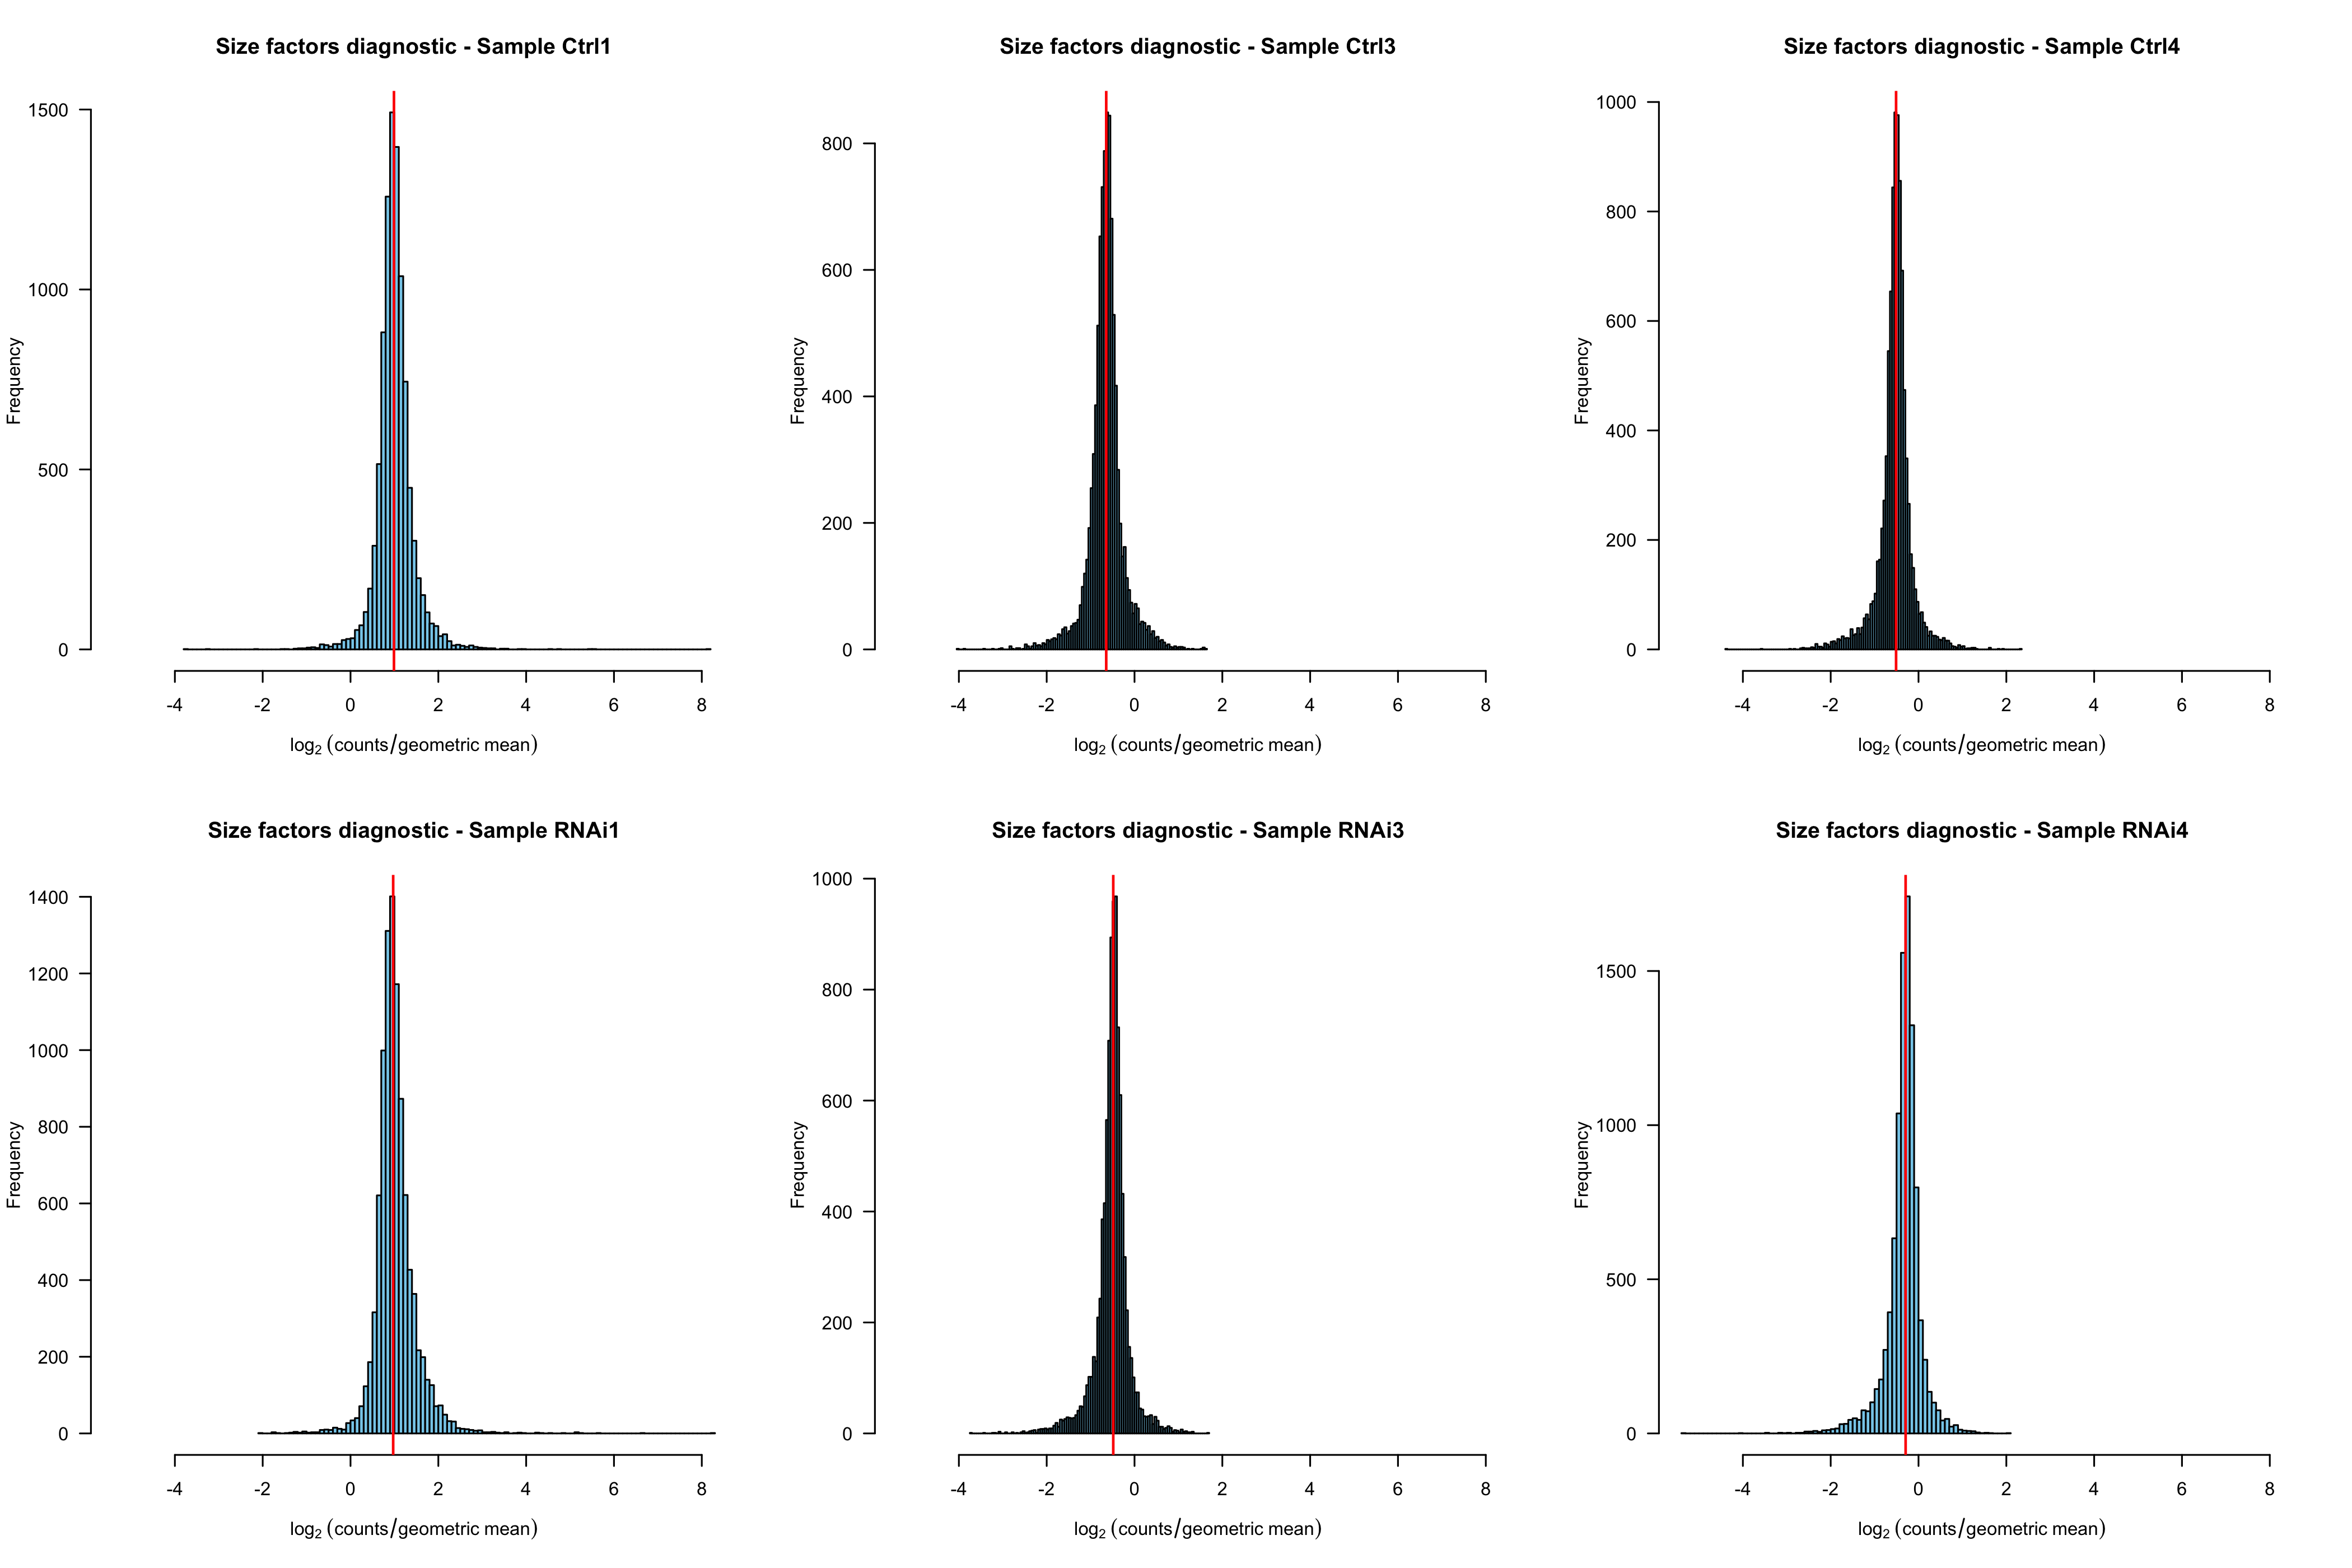 Size factors diagnostic - Sample Ctrl1
Frequency
1500
1000
500
0
-4 -2 0 2 4 6 8
log₂ (counts/geometric mean)
Size factors diagnostic - Sample Ctrl3
Frequency
800
600
400
200
0
-4 -2 0 2 4 6 8
log₂ (counts/geometric mean)
Size factors diagnostic - Sample Ctrl4
Frequency
1000
800
600
400
200
0
-4 -2 0 2 4 6 8
log₂ (counts/geometric mean)
Size factors diagnostic - Sample RNAi1
Frequency
1400
1200
1000
800
600
400
200
0
-4 -2 0 2 4 6 8
log₂ (counts/geometric mean)
Size factors diagnostic - Sample RNAi3
Frequency
1000
800
600
400
200
0
-4 -2 0 2 4 6 8
log₂ (counts/geometric mean)
Size factors diagnostic - Sample RNAi4
Frequency
1500
1000
500
0
-4 -2 0 2 4 6 8
log₂ (counts/geometric mean)